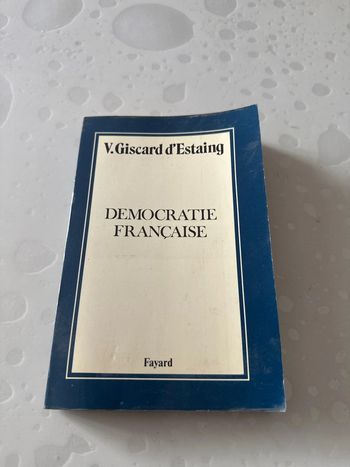 V. Giscard d'Estaing
DEMOCRATIE
FRANÇAISE
Fayard